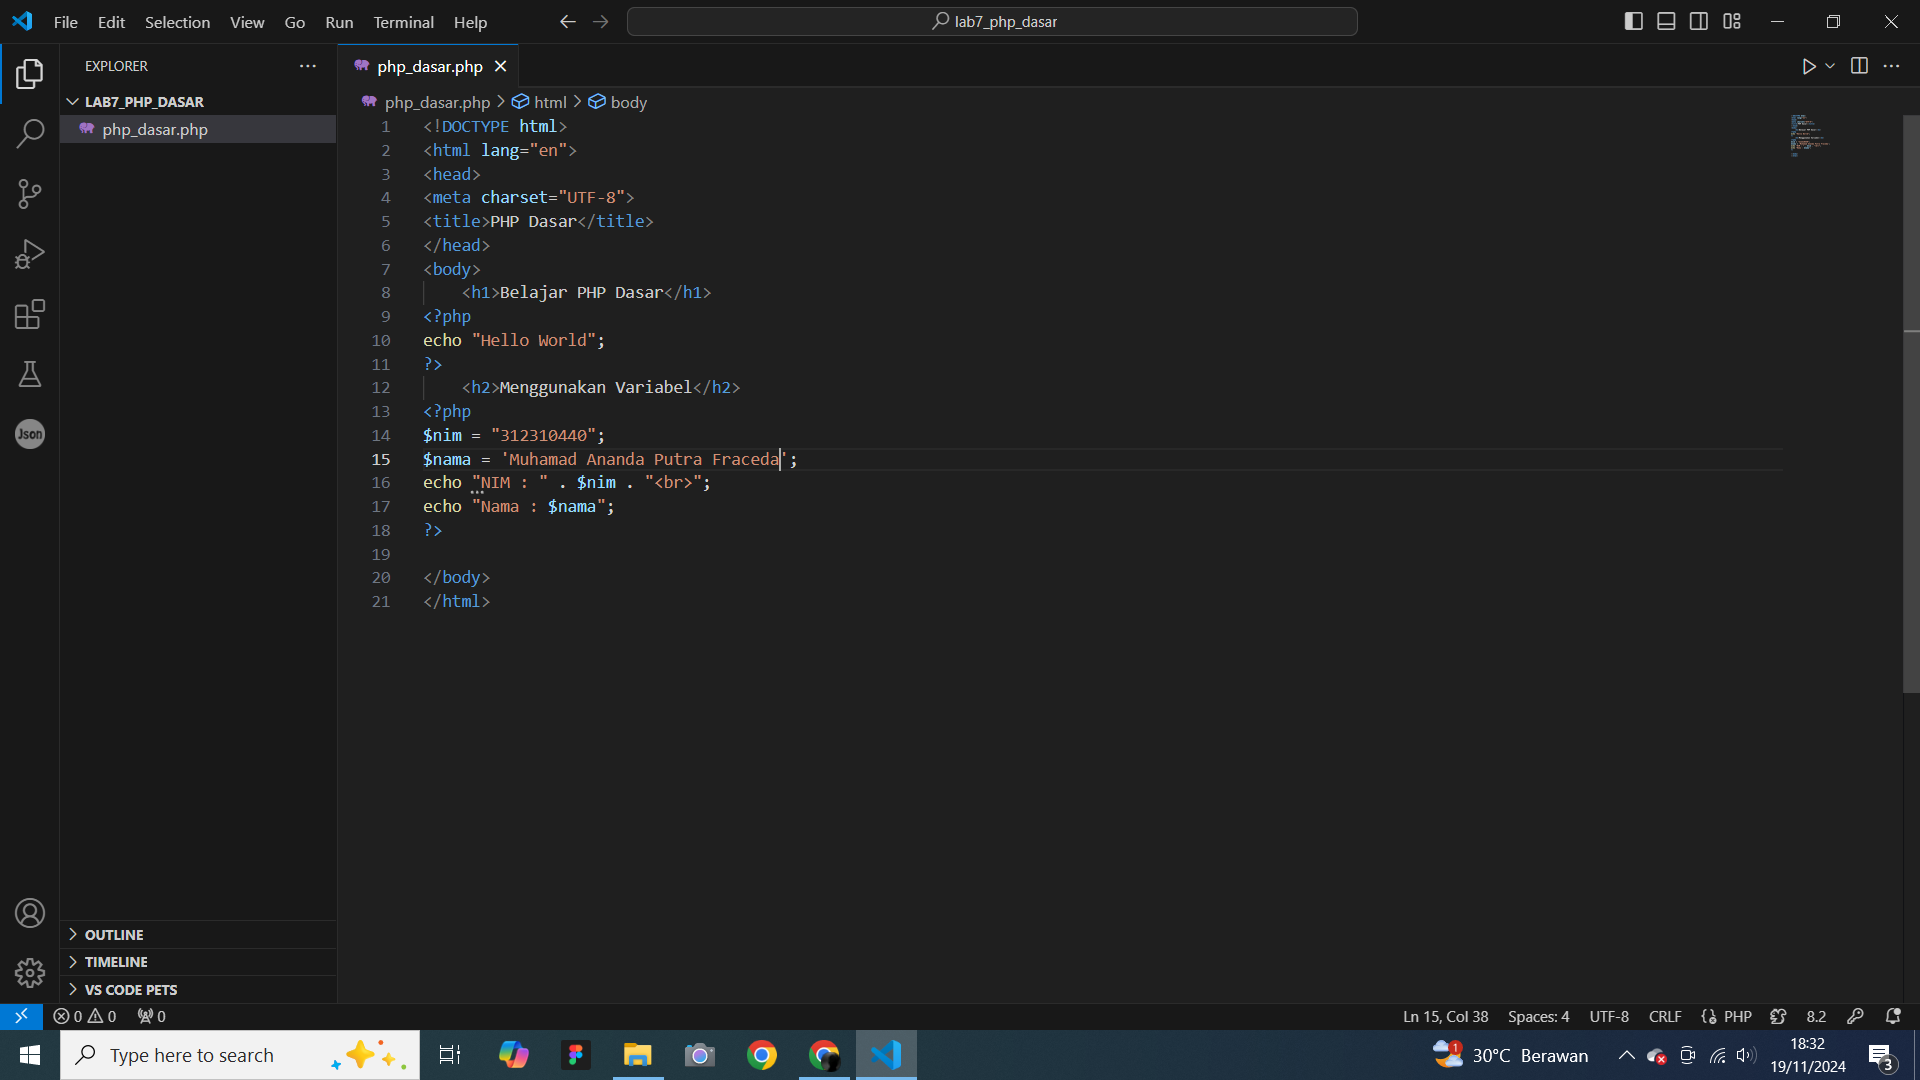 File Edit Selection View Go Run Terminal Help
lab7_php_dasar
EXPLORER
LAB7_PHP_DASAR
php_dasar.php
OUTLINE
TIMELINE
VS CODE PETS
php_dasar.php
php_dasar.php > html > body
1 <!DOCTYPE html>
2 <html lang="en">
3 <head>
4 <meta charset="UTF-8">
5 <title>PHP Dasar</title>
6 </head>
7 <body>
8 <h1>Belajar PHP Dasar</h1>
9 <?php
10 echo "Hello World";
11 ?>
12 <h2>Menggunakan Variabel</h2>
13 <?php
14 $nim = "312310440";
15 $nama = 'Muhamad Ananda Putra Fraceda';
16 echo "NIM : " . $nim . "<br>";
17 echo "Nama : $nama";
18 ?>
19
20 </body>
21 </html>
Json
0 0 0
Ln 15, Col 38 Spaces: 4 UTF-8 CRLF PHP 8.2
Type here to search
1 30°C Berawan
18:32
19/11/2024
3